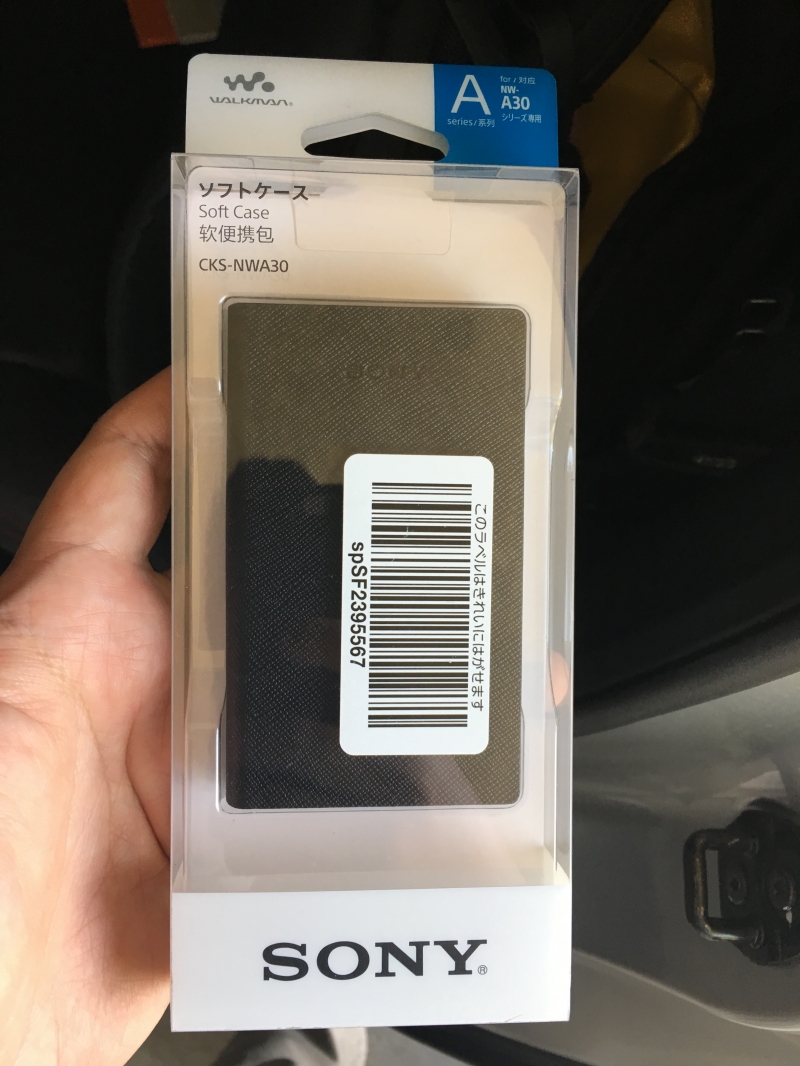 WALKMAN®
A
series/系列
for / 対応
NW-
A30
シリーズ専用
ソフトケース
Soft Case
软便携包
CKS-NWA30
SONY
このラベルはきれいにはがせます
spSF2395567
SONY®